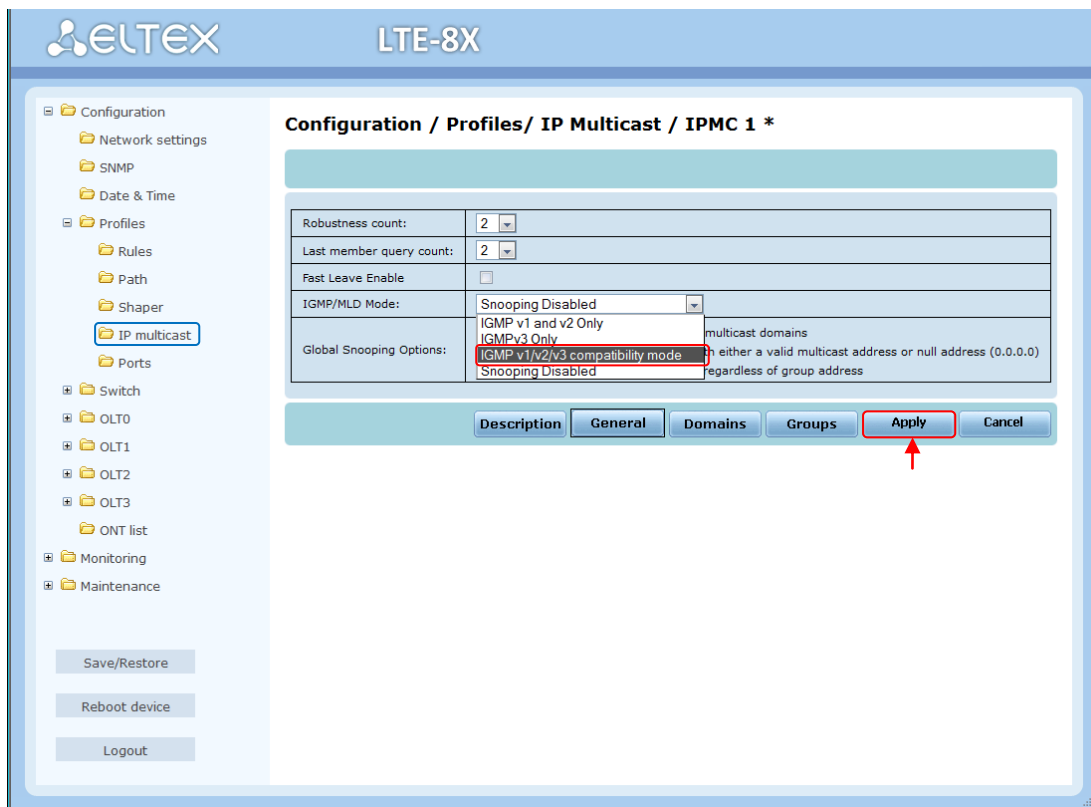 ELTEX
LTE-8X
Configuration
Network settings
SNMP
Date & Time
Profiles
Rules
Path
Shaper
IP multicast
Ports
Switch
OLT0
OLT1
OLT2
OLT3
ONT list
Monitoring
Maintenance
Save/Restore
Reboot device
Logout
Configuration / Profiles/ IP Multicast / IPMC 1 *
Robustness count: 2
Last member query count: 2
Fast Leave Enable
IGMP/MLD Mode: Snooping Disabled
IGMP v1 and v2 Only
IGMPv3 Only
IGMP v1/v2/v3 compatibility mode
Snooping Disabled
Global Snooping Options:
multicast domains
either a valid multicast address or null address (0.0.0.0)
regardless of group address
Description General Domains Groups Apply Cancel